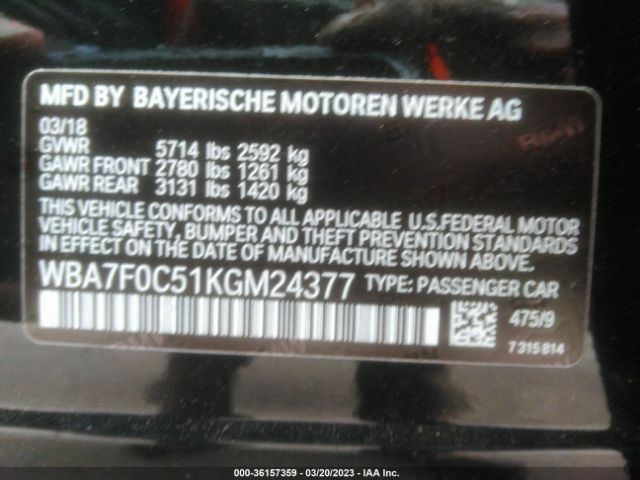 MFD BY BAYERISCHE MOTOREN WERKE AG
03/18
GVWR 5714 lbs 2592 kg
GAWR FRONT 2780 lbs 1261 kg
GAWR REAR 3131 lbs 1420 kg
THIS VEHICLE CONFORMS TO ALL APPLICABLE U.S.FEDERAL MOTOR
VEHICLE SAFETY, BUMPER AND THEFT PREVENTION STANDARDS
IN EFFECT ON THE DATE OF MANUFACTURE SHOWN ABOVE.
WBA7F0C51KGM24377 TYPE: PASSENGER CAR
475/9
7 315 814
000-36157359 — 03/20/2023 — IAA Inc.